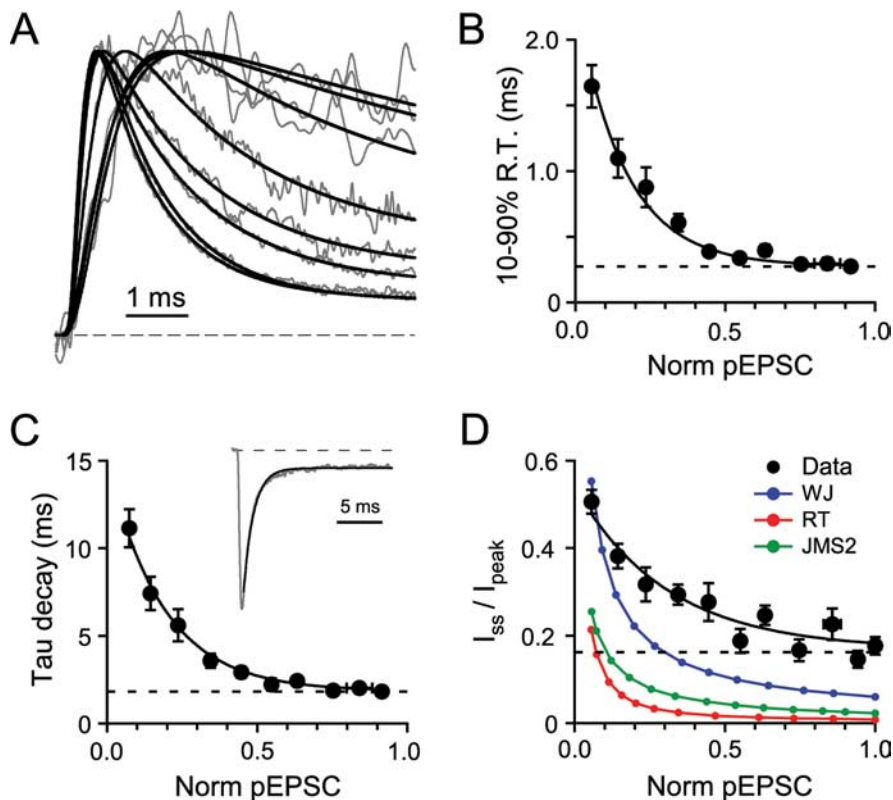 A
1 ms
B
2.0
1.0
0
10-90% R.T. (ms)
0.0 0.5 1.0
Norm pEPSC
C
15
10
5
0
Tau decay (ms)
5 ms
0.0 0.5 1.0
Norm pEPSC
D
0.6
0.4
0.2
0.0
Iss / Ipeak
Data
WJ
RT
JMS2
0.0 0.5 1.0
Norm pEPSC